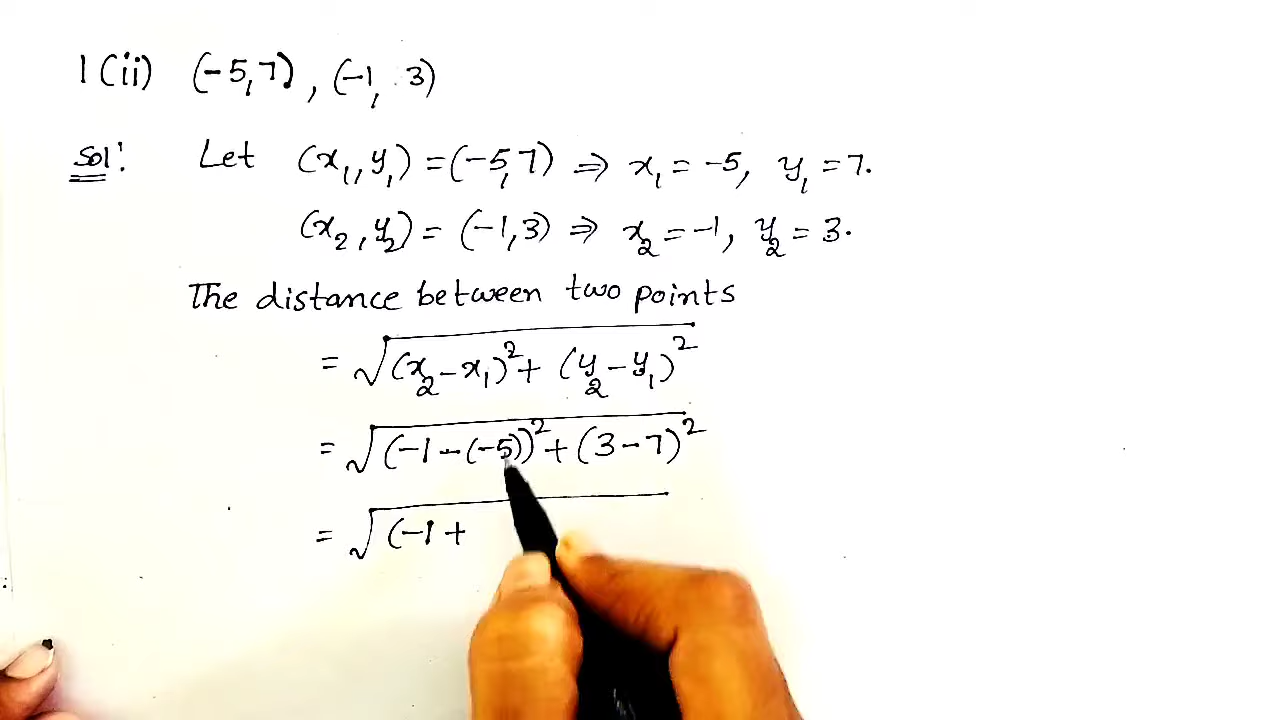 1(ii) (-5,7), (-1, 3)
Sol: Let (x₁, y₁) = (-5,7) ⇒ x₁ = -5, y₁ = 7.
(x₂, y₂) = (-1,3) ⇒ x₂ = -1, y₂ = 3.
The distance between two points
= √((x₂ - x₁)² + (y₂ - y₁)²)
= √((-1-(-5))² + (3-7)²)
= √(-1 +